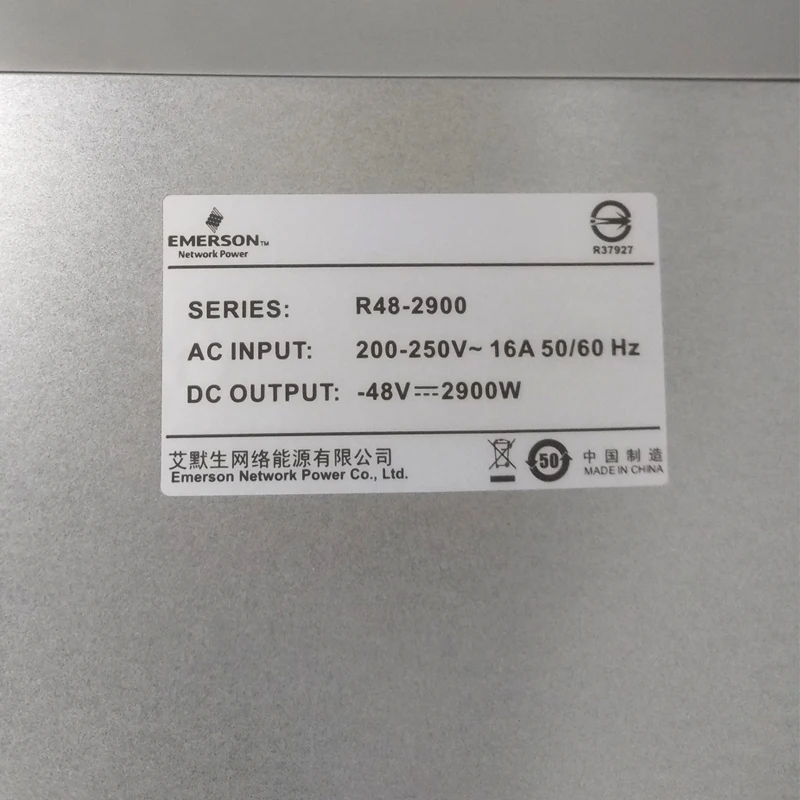 EMERSON™
Network Power
R37927
SERIES: R48-2900
AC INPUT: 200-250V~ 16A 50/60 Hz
DC OUTPUT: -48V⎓2900W
艾默生网络能源有限公司
Emerson Network Power Co., Ltd.
50
中国制造
MADE IN CHINA